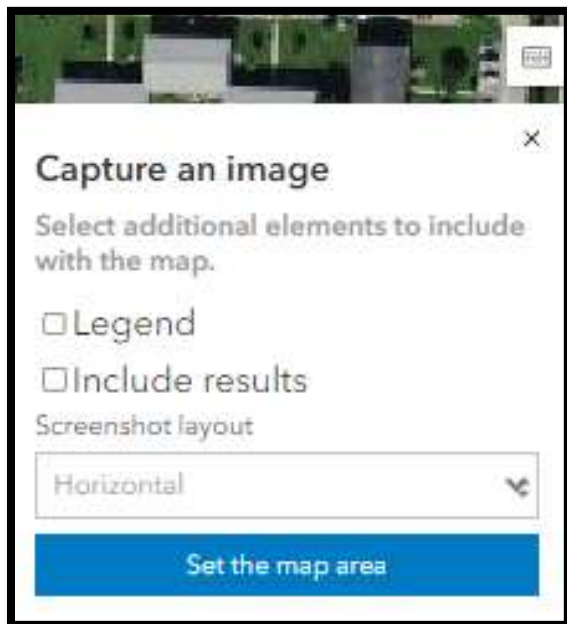 Capture an image
Select additional elements to include
with the map.
Legend
Include results
Screenshot layout
Horizontal
Set the map area